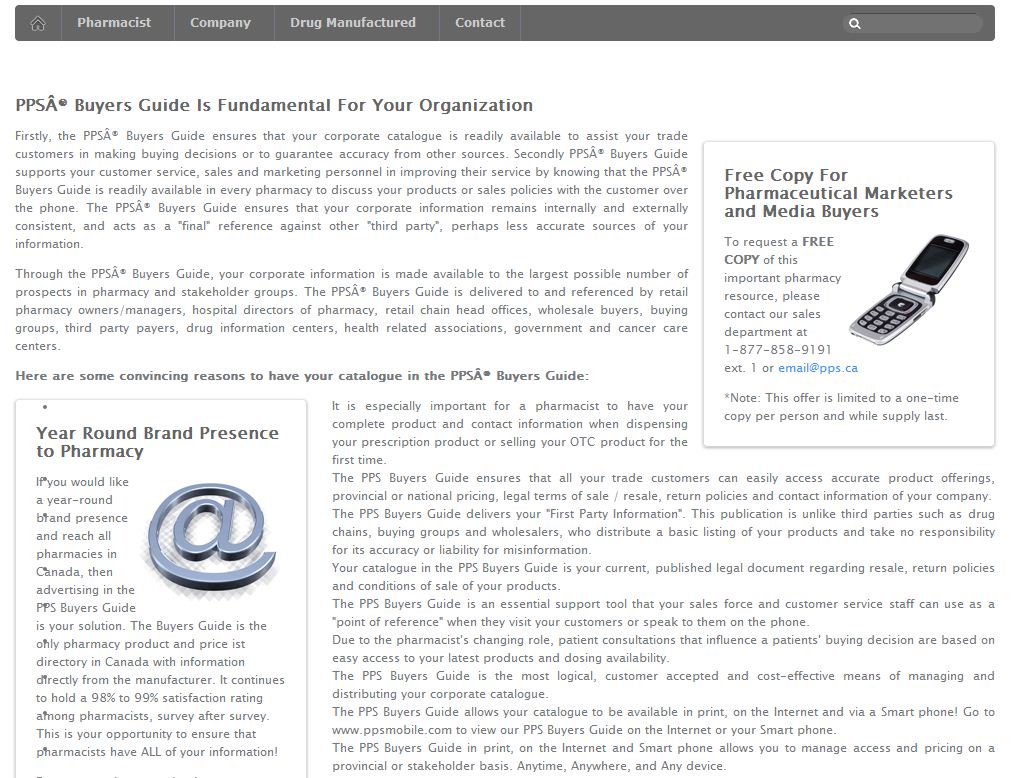 Pharmacist Company Drug Manufactured Contact
PPSÂ® Buyers Guide Is Fundamental For Your Organization
Firstly, the PPSÂ® Buyers Guide ensures that your corporate catalogue is readily available to assist your trade
customers in making buying decisions or to guarantee accuracy from other sources. Secondly PPSÂ® Buyers Guide
supports your customer service, sales and marketing personnel in improving their service by knowing that the PPSÂ®
Buyers Guide is readily available in every pharmacy to discuss your products or sales policies with the customer over
the phone. The PPSÂ® Buyers Guide ensures that your corporate information remains internally and externally
consistent, and acts as a "final" reference against other "third party", perhaps less accurate sources of your
information.
Through the PPSÂ® Buyers Guide, your corporate information is made available to the largest possible number of
prospects in pharmacy and stakeholder groups. The PPSÂ® Buyers Guide is delivered to and referenced by retail
pharmacy owners/managers, hospital directors of pharmacy, retail chain head offices, wholesale buyers, buying
groups, third party payers, drug information centers, health related associations, government and cancer care
centers.
Here are some convincing reasons to have your catalogue in the PPSÂ® Buyers Guide:
Free Copy For
Pharmaceutical Marketers
and Media Buyers
To request a FREE
COPY of this
important pharmacy
resource, please
contact our sales
department at
1-877-858-9191
ext. 1 or email@pps.ca
*Note: This offer is limited to a one-time
copy per person and while supply last.
Year Round Brand Presence
to Pharmacy
If you would like
a year-round
brand presence
and reach all
pharmacies in
Canada, then
advertising in the
PPS Buyers Guide
is your solution. The Buyers Guide is the
only pharmacy product and price ist
directory in Canada with information
directly from the manufacturer. It continues
to hold a 98% to 99% satisfaction rating
among pharmacists, survey after survey.
This is your opportunity to ensure that
pharmacists have ALL of your information!
It is especially important for a pharmacist to have your
complete product and contact information when dispensing
your prescription product or selling your OTC product for the
first time.
The PPS Buyers Guide ensures that all your trade customers can easily access accurate product offerings,
provincial or national pricing, legal terms of sale / resale, return policies and contact information of your company.
The PPS Buyers Guide delivers your "First Party Information". This publication is unlike third parties such as drug
chains, buying groups and wholesalers, who distribute a basic listing of your products and take no responsibility
for its accuracy or liability for misinformation.
Your catalogue in the PPS Buyers Guide is your current, published legal document regarding resale, return policies
and conditions of sale of your products.
The PPS Buyers Guide is an essential support tool that your sales force and customer service staff can use as a
"point of reference" when they visit your customers or speak to them on the phone.
Due to the pharmacist's changing role, patient consultations that influence a patients' buying decision are based on
easy access to your latest products and dosing availability.
The PPS Buyers Guide is the most logical, customer accepted and cost-effective means of managing and
distributing your corporate catalogue.
The PPS Buyers Guide allows your catalogue to be available in print, on the Internet and via a Smart phone! Go to
www.ppsmobile.com to view our PPS Buyers Guide on the Internet or your Smart phone.
The PPS Buyers Guide in print, on the Internet and Smart phone allows you to manage access and pricing on a
provincial or stakeholder basis. Anytime, Anywhere, and Any device.